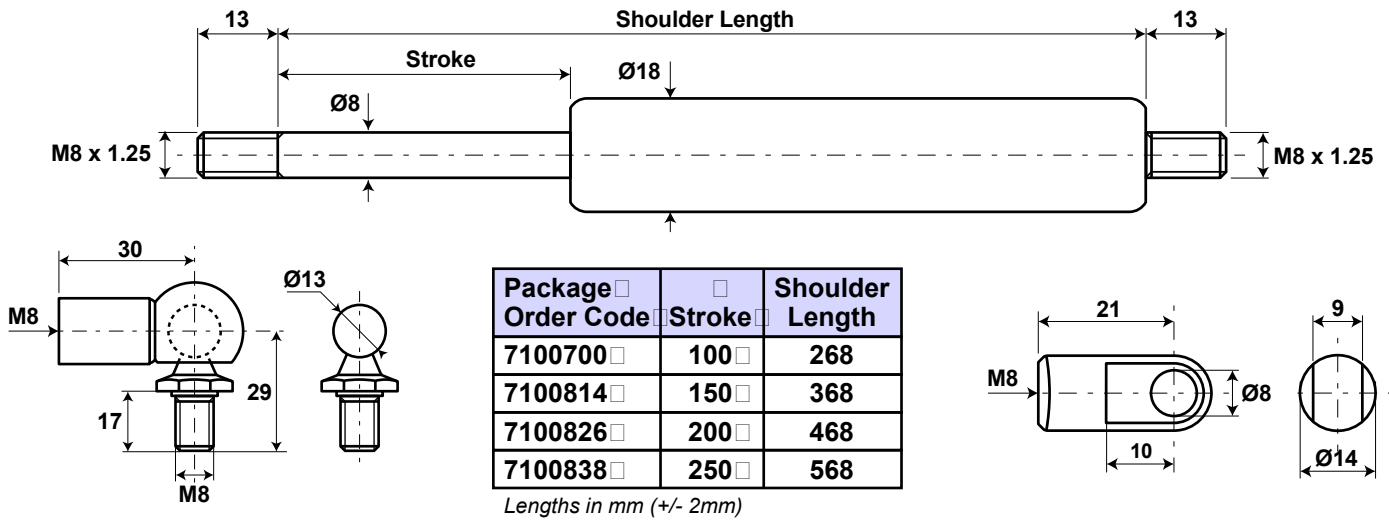 13
Shoulder Length
13
Stroke
Ø18
Ø8
M8 x 1.25
M8 x 1.25
30
Ø13
M8
29
17
M8
Package Stroke Shoulder
Order Code Length
7100700 100 268
7100814 150 368
7100826 200 468
7100838 250 568
Lengths in mm (+/- 2mm)
21
9
M8
Ø8
10
Ø14